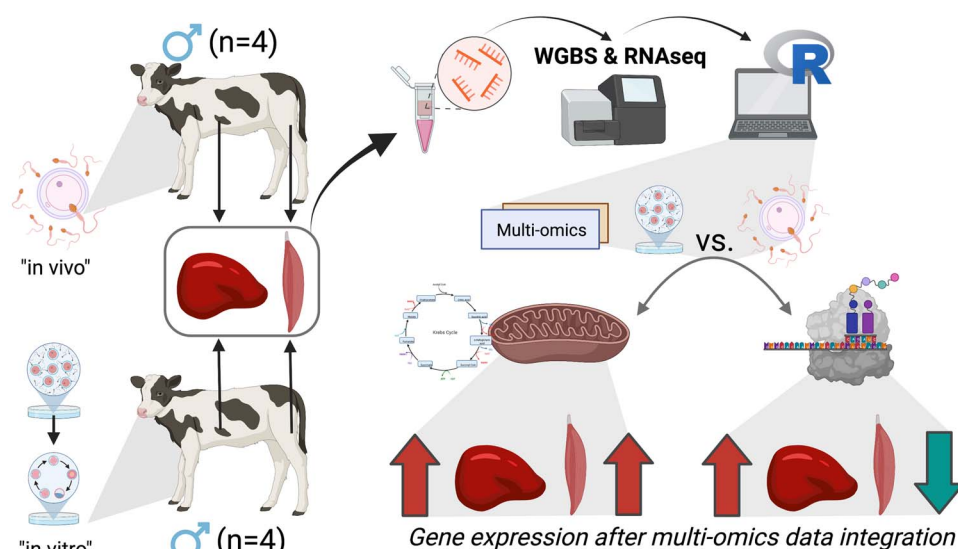 (n=4)
WGBS & RNAseq
R
"in vivo"
Multi-omics
vs.
Krebs Cycle
"in vitro"
(n=4)
Gene expression after multi-omics data integration